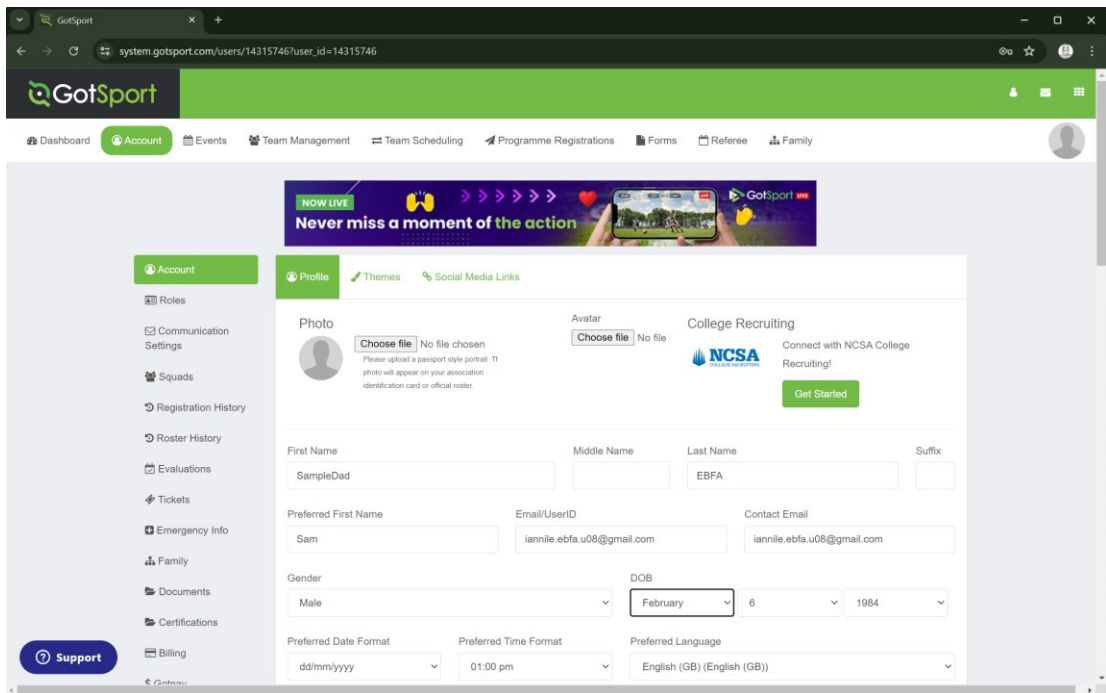 GotSport
system.gotsport.com/users/14315746?user_id=14315746
GotSport
Dashboard Account Events Team Management Team Scheduling Programme Registrations Forms Referee Family
NOW LIVE
Never miss a moment of the action
GotSport LIVE
Account
Roles
Communication
Settings
Squads
Registration History
Roster History
Evaluations
Tickets
Emergency Info
Family
Documents
Certifications
Billing
$ Gotpay
Support
Profile Themes Social Media Links
Photo
Choose file No file chosen
Please upload a passport style portrait. Th
photo will appear on your association
identification card or official roster.
Avatar
Choose file No file
College Recruiting
NCSA
COLLEGE RECRUITING
Connect with NCSA College
Recruiting!
Get Started
First Name Middle Name Last Name Suffix
SampleDad EBFA
Preferred First Name Email/UserID Contact Email
Sam iannile.ebfa.u08@gmail.com iannile.ebfa.u08@gmail.com
Gender DOB
Male February 6 1984
Preferred Date Format Preferred Time Format Preferred Language
dd/mm/yyyy 01:00 pm English (GB) (English (GB))